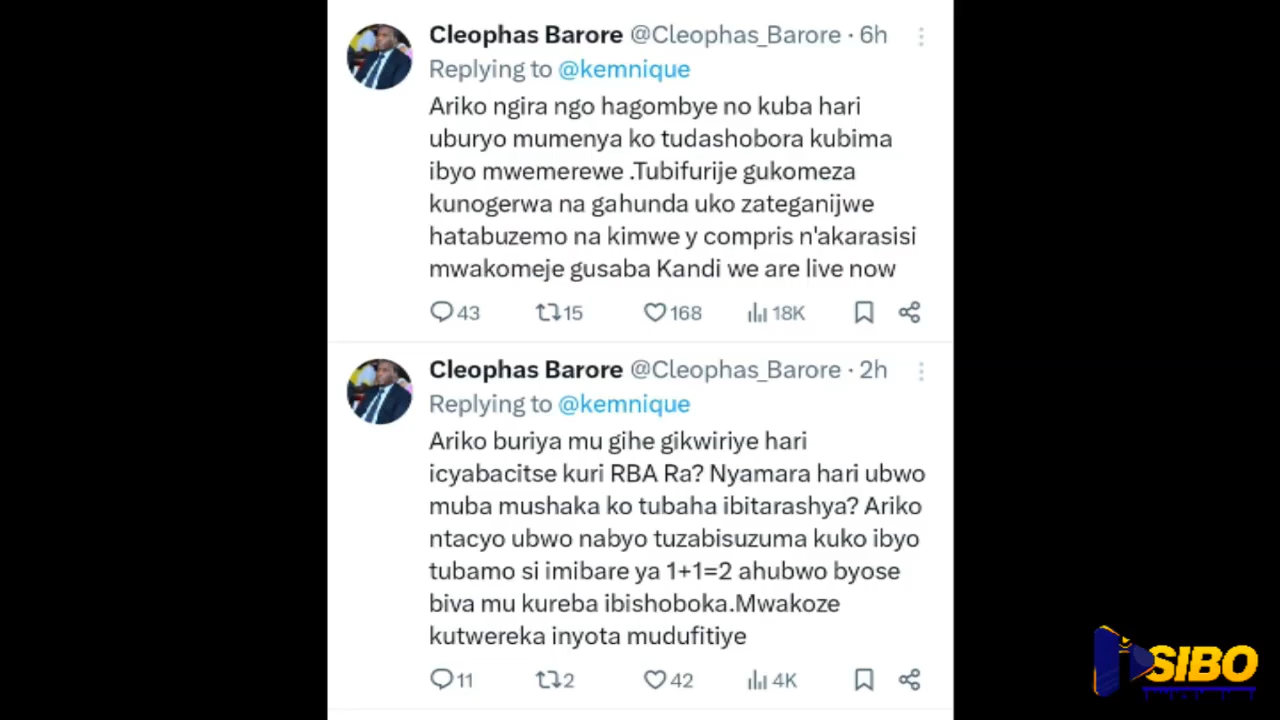 Cleophas Barore @Cleophas_Barore · 6h
Replying to @kemnique
Ariko ngira ngo hagombye no kuba hari
uburyo mumenya ko tudashobora kubima
ibyo mwemerewe .Tubifurije gukomeza
kunogerwa na gahunda uko zateganijwe
hatabuzemo na kimwe y compris n'akarasisi
mwakomeje gusaba Kandi we are live now
43 15 168 18K
Cleophas Barore @Cleophas_Barore · 2h
Replying to @kemnique
Ariko buriya mu gihe gikwiriye hari
icyabacitse kuri RBA Ra? Nyamara hari ubwo
muba mushaka ko tubaha ibitarashya? Ariko
ntacyo ubwo nabyo tuzabisuzuma kuko ibyo
tubamo si imibare ya 1+1=2 ahubwo byose
biva mu kureba ibishoboka.Mwakoze
kutwereka inyota mudufitiye
11 2 42 4K
ISIBO